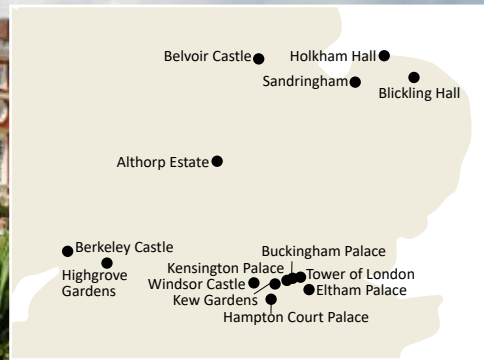 Belvoir Castle
Holkham Hall
Sandringham
Blickling Hall
Althorp Estate
Berkeley Castle
Highgrove
Gardens
Buckingham Palace
Kensington Palace
Tower of London
Windsor Castle
Eltham Palace
Kew Gardens
Hampton Court Palace